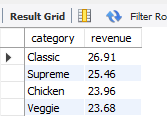 Result Grid Filter Ro
category revenue
Classic 26.91
Supreme 25.46
Chicken 23.96
Veggie 23.68